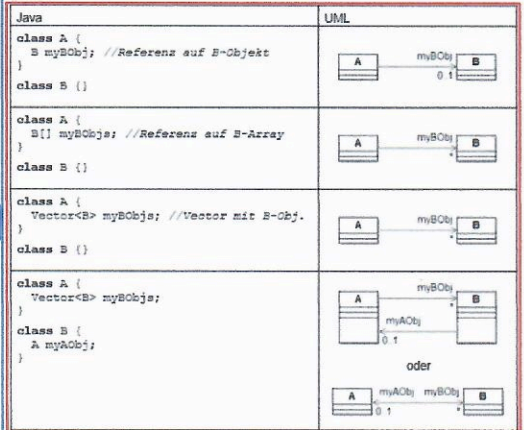 Java
UML
class A {
B myBObj; //Referenz auf B-Objekt
}
class B {}
A
myBObj
0..1
B
class A {
B[] myBObjs; //Referenz auf B-Array
}
class B {}
A
myBObj
*
B
class A {
Vector<B> myBObjs; //Vector mit B-Obj.
}
class B {}
A
myBObj
*
B
class A {
Vector<B> myBObjs;
}
class B {
A myAObj;
}
A
myBObj
*
B
myAObj
0..1
oder
A
myAObj
myBObj
0..1
*
B